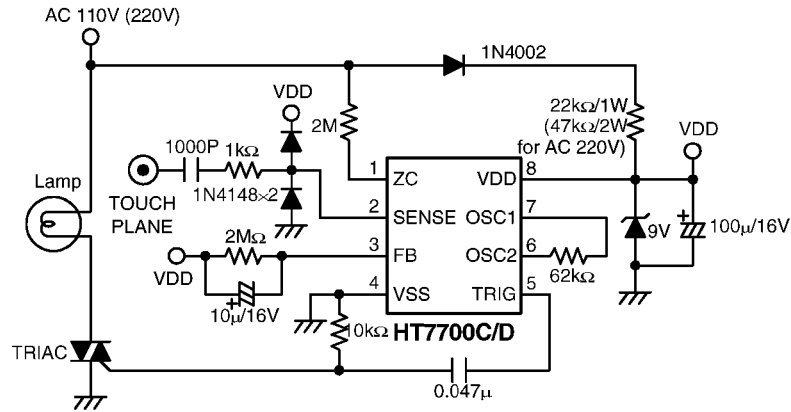 AC 110V (220V)
1N4002
VDD
22kΩ/1W
(47kΩ/2W
for AC 220V)
VDD
2M
1000P
1kΩ
1N4148×2
TOUCH
PLANE
Lamp
1
ZC
VDD
8
2
SENSE
OSC1
7
3
FB
OSC2
6
4
VSS
TRIG
5
9V
+
100μ/16V
62kΩ
2MΩ
VDD
+
10μ/16V
10kΩ
HT7700C/D
TRIAC
0.047μ